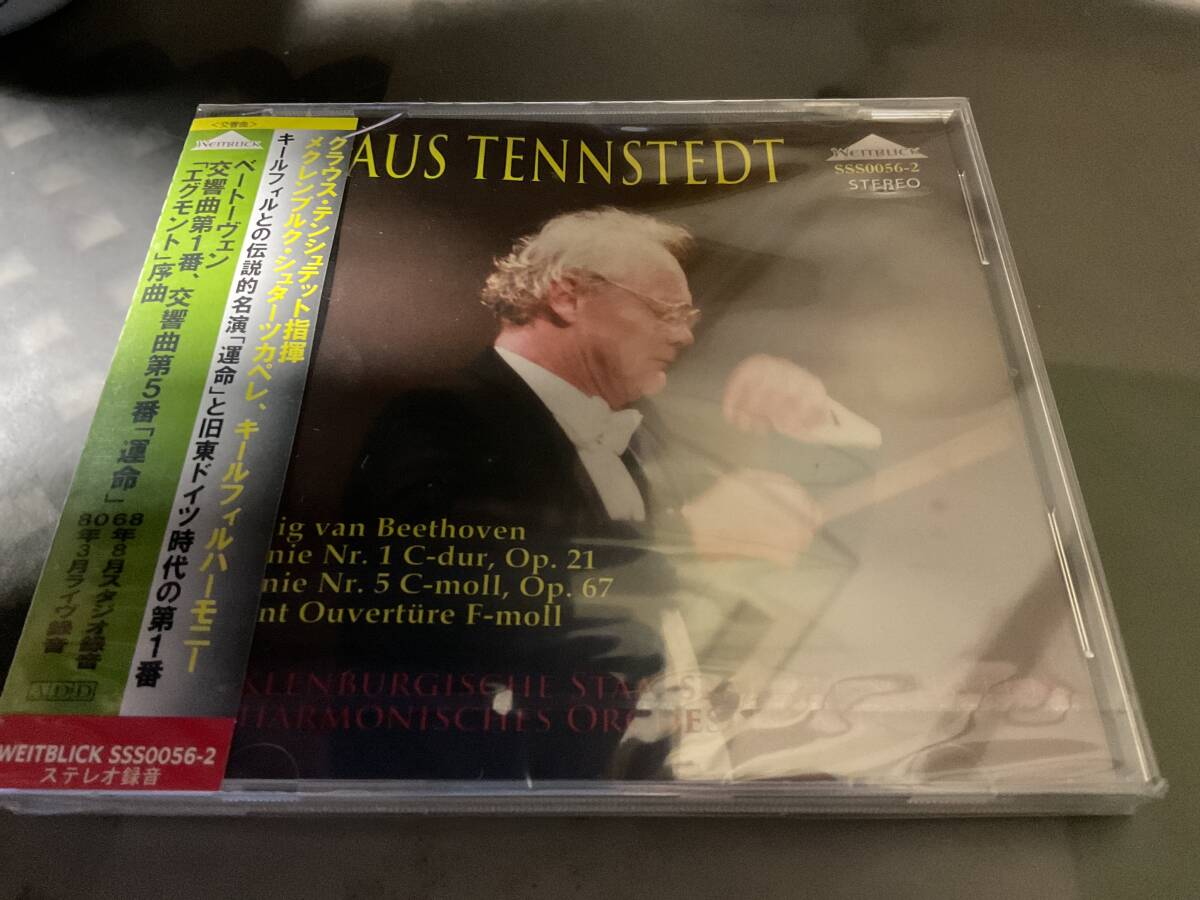 <交響曲>
WEITBLICK
ベートーヴェン
交響曲第1番、交響曲第5番「運命」
「エグモント」序曲
68年8月スタジオ録音
80年3月ライヴ録音
ADD
クラウス・テンシュテット指揮
メクレンブルク・シュターツカペレ、キールフィルハーモニー
キールフィルとの伝説的名演「運命」と旧東ドイツ時代の第1番
WEITBLICK SSS0056-2
ステレオ録音
AUS TENNSTEDT
WEITBLICK
SSS0056-2
STEREO
ig van Beethoven
nie Nr. 1 C-dur, Op. 21
nie Nr. 5 C-moll, Op. 67
nt Ouvertüre F-moll
KLENBURGISCHE STAATS
HARMONISCHES ORCHES